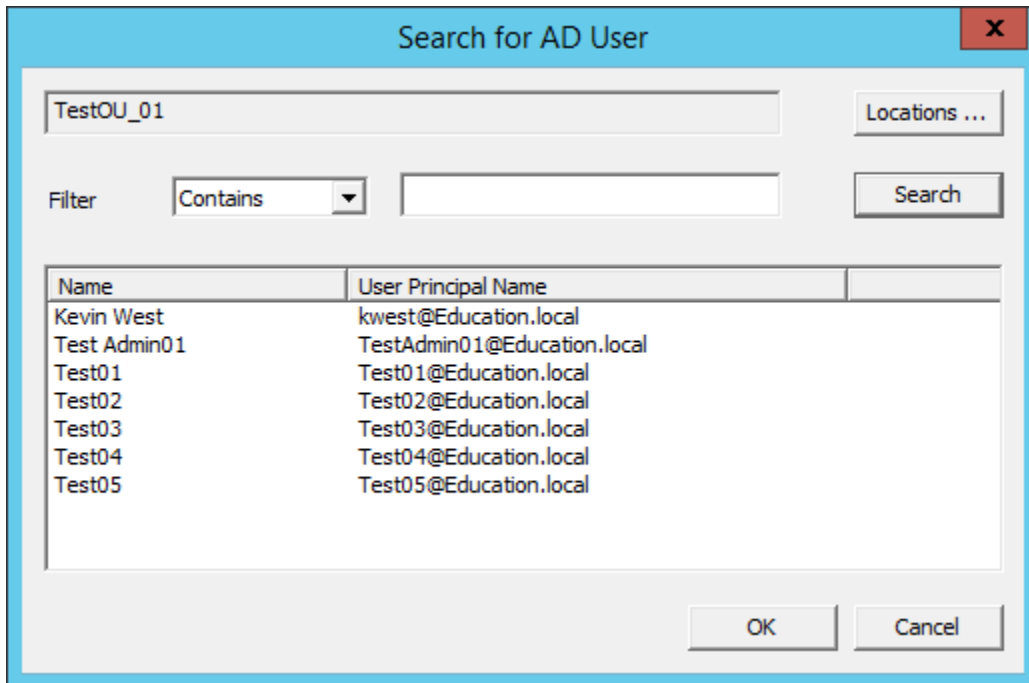 Search for AD User
x
TestOU_01
Locations ...
Filter Contains
Search
Name User Principal Name
Kevin West kwest@Education.local
Test Admin01 TestAdmin01@Education.local
Test01 Test01@Education.local
Test02 Test02@Education.local
Test03 Test03@Education.local
Test04 Test04@Education.local
Test05 Test05@Education.local
OK Cancel